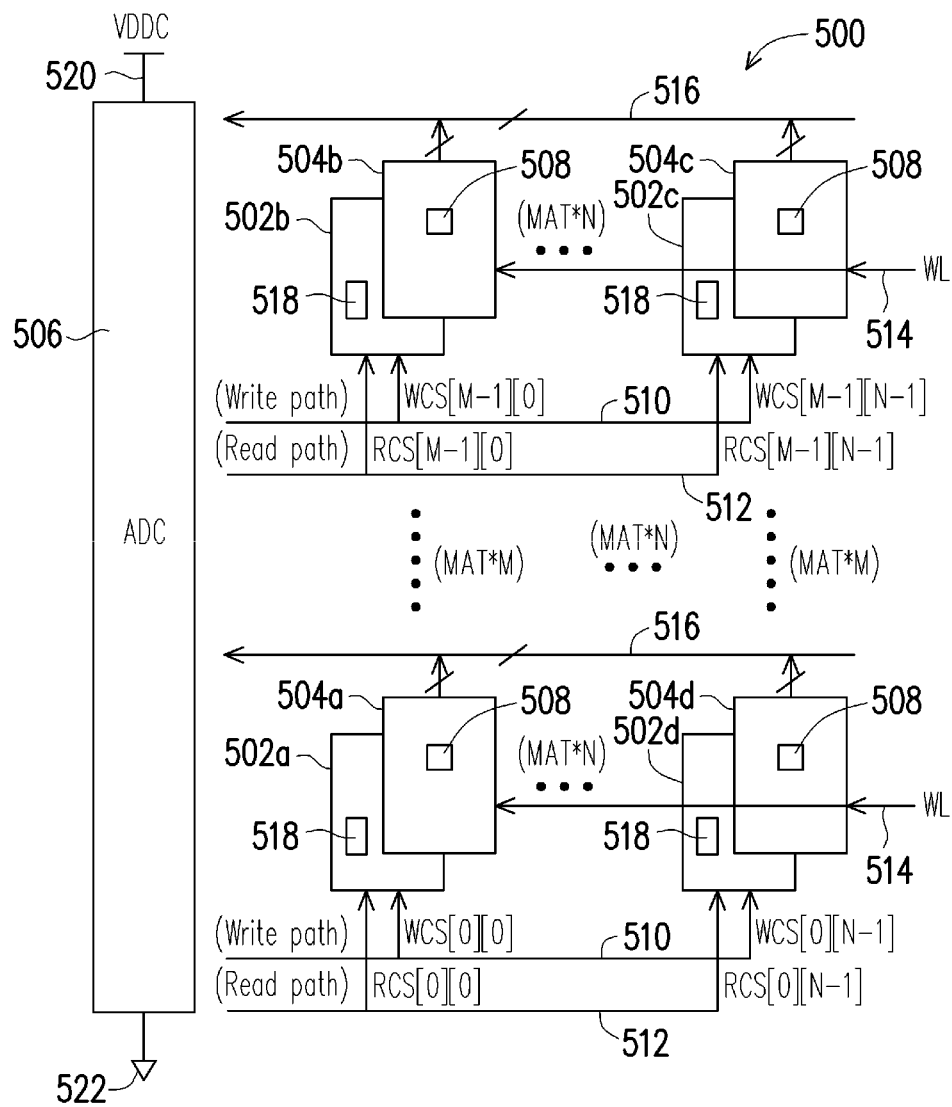 VDDC
500
520
516
504b
508
504c
508
502b
(MAT*N)
502c
518
518
WL
514
506
(Write path)
WCS[M-1][0]
510
WCS[M-1][N-1]
(Read path)
RCS[M-1][0]
RCS[M-1][N-1]
512
ADC
(MAT*M)
(MAT*N)
(MAT*M)
516
504a
508
504d
508
502a
(MAT*N)
502d
518
518
WL
514
(Write path)
WCS[0][0]
510
WCS[0][N-1]
(Read path)
RCS[0][0]
RCS[0][N-1]
512
522